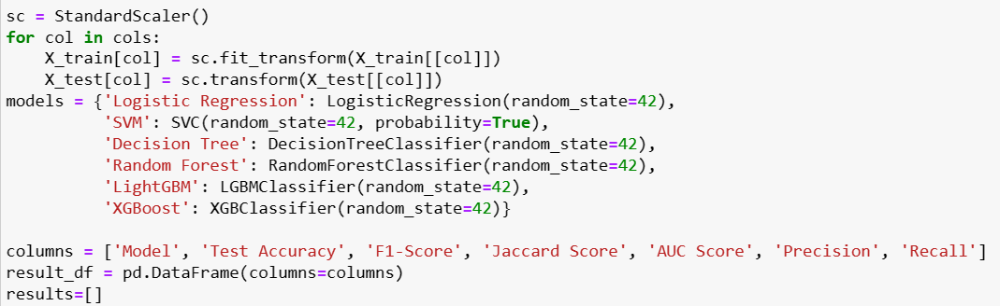 sc = StandardScaler()
for col in cols:
    X_train[col] = sc.fit_transform(X_train[[col]])
    X_test[col] = sc.transform(X_test[[col]])
models = {'Logistic Regression': LogisticRegression(random_state=42),
          'SVM': SVC(random_state=42, probability=True),
          'Decision Tree': DecisionTreeClassifier(random_state=42),
          'Random Forest': RandomForestClassifier(random_state=42),
          'LightGBM': LGBMClassifier(random_state=42),
          'XGBoost': XGBClassifier(random_state=42)}
columns = ['Model', 'Test Accuracy', 'F1-Score', 'Jaccard Score', 'AUC Score', 'Precision', 'Recall']
result_df = pd.DataFrame(columns=columns)
results=[]